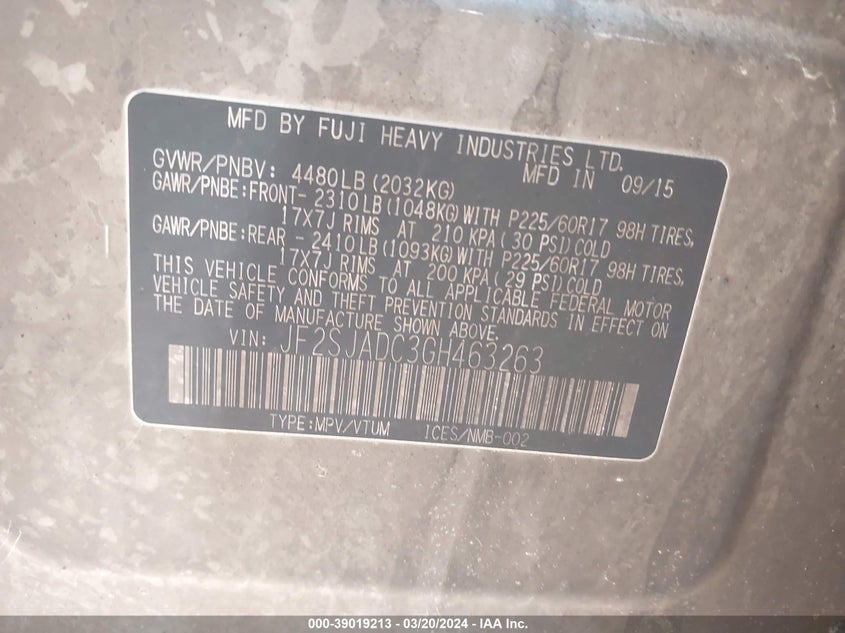 MFD BY FUJI HEAVY INDUSTRIES LTD.
GVWR/PNBV: 4480LB (2032KG) MFD IN 09/15
GAWR/PNBE:FRONT- 2310LB (1048KG) WITH P225/60R17 98H TIRES,
17X7J RIMS AT 210 KPA (30 PSI) COLD
GAWR/PNBE:REAR - 2410LB (1093KG) WITH P225/60R17 98H TIRES,
17X7J RIMS AT 200 KPA (29 PSI) COLD
THIS VEHICLE CONFORMS TO ALL APPLICABLE FEDERAL MOTOR
VEHICLE SAFETY AND THEFT PREVENTION STANDARDS IN EFFECT ON
THE DATE OF MANUFACTURE SHOWN ABOVE.
VIN: JF2SJADC3GH463263
TYPE:MPV/VTUM ICES/NMB-002
000-39019213 - 03/20/2024 - IAA Inc.